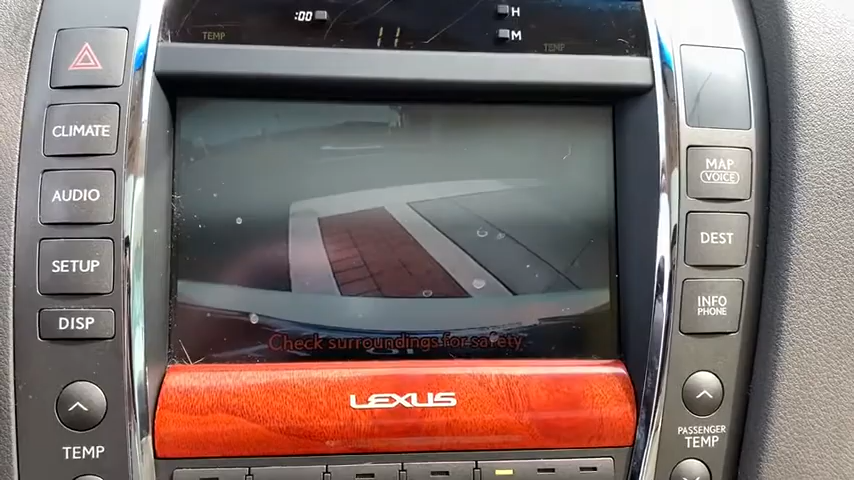 :00
H
M
TEMP
TEMP
CLIMATE
AUDIO
SETUP
DISP
TEMP
MAP
VOICE
DEST
INFO
PHONE
PASSENGER
TEMP
Check surroundings for safety
LEXUS